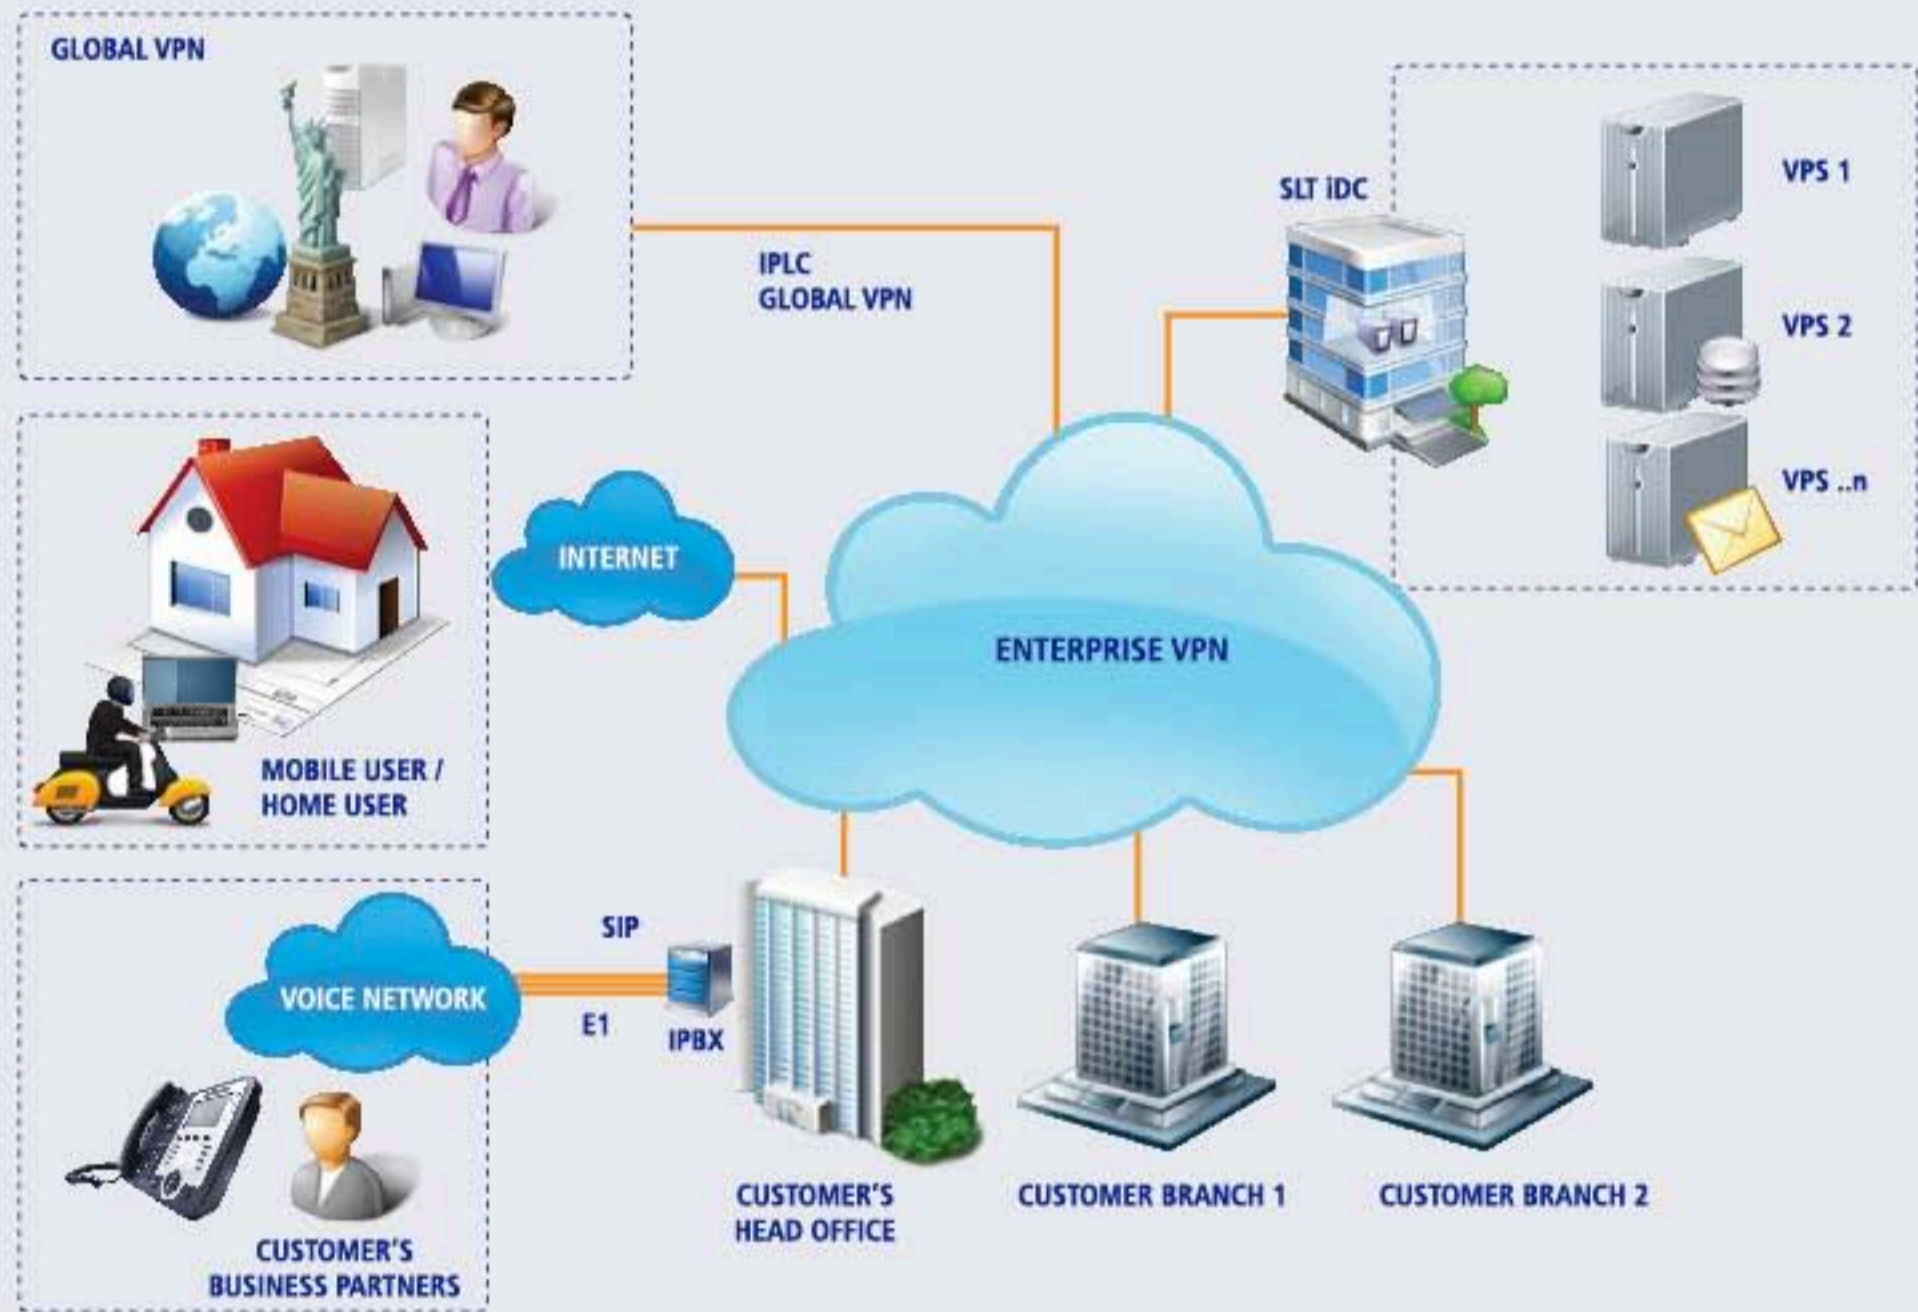 GLOBAL VPN
IPLC
GLOBAL VPN
SLT iDC
VPS 1
VPS 2
VPS ..n
INTERNET
ENTERPRISE VPN
MOBILE USER /
HOME USER
VOICE NETWORK
SIP
E1
IPBX
CUSTOMER'S
BUSINESS PARTNERS
CUSTOMER'S
HEAD OFFICE
CUSTOMER BRANCH 1
CUSTOMER BRANCH 2